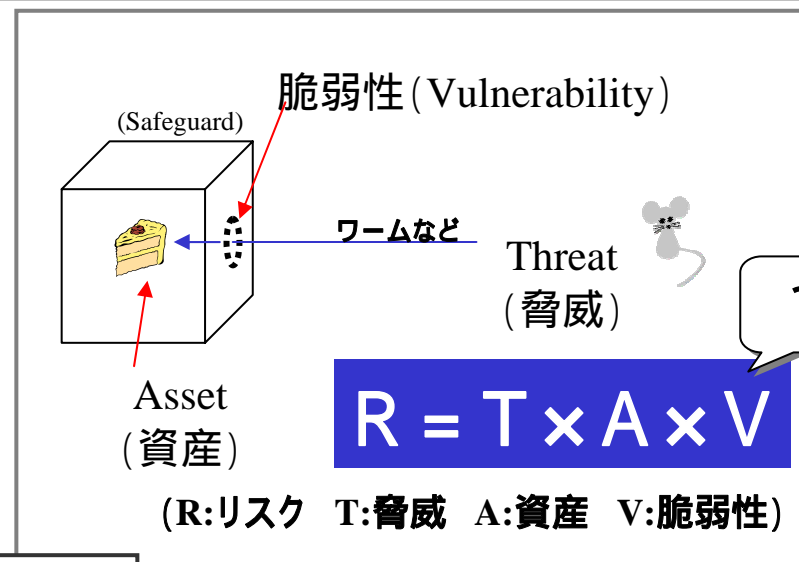 脆弱性(Vulnerability)
(Safeguard)
ワームなど
Threat
(脅威)
Asset
(資産)
R = T × A × V
(R:リスク T:脅威 A:資産 V:脆弱性)